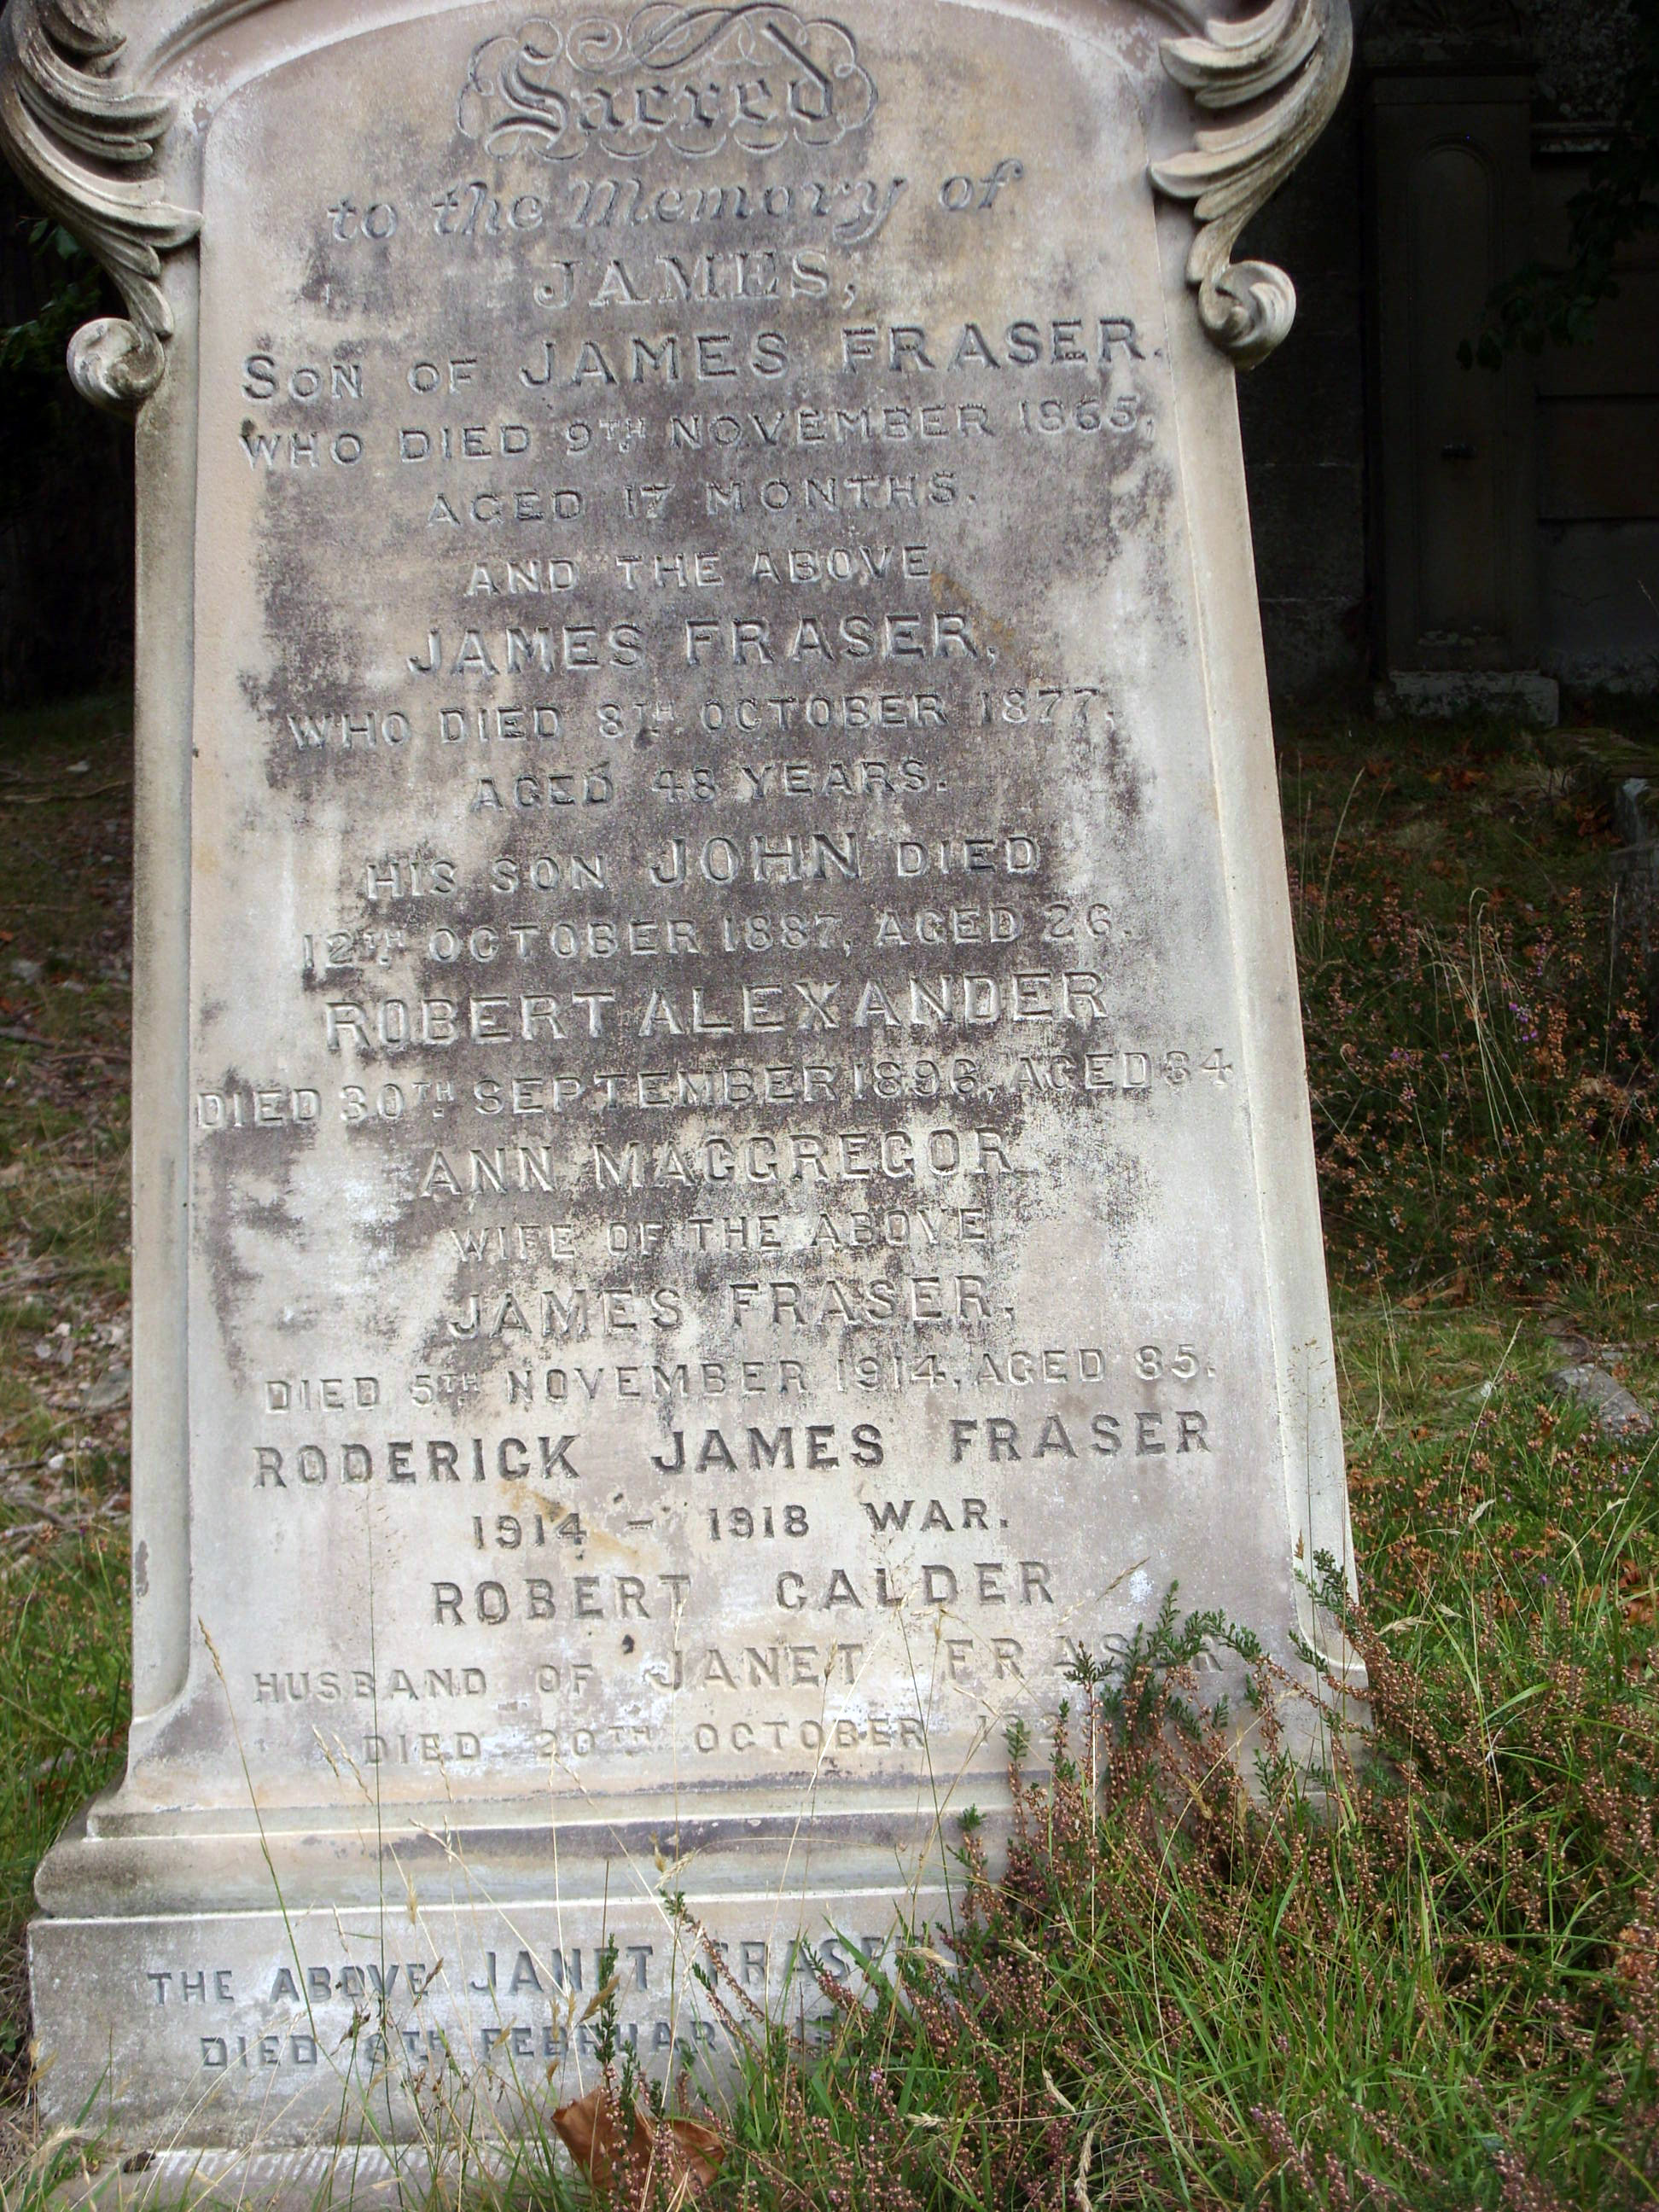 Sacred
to the Memory of
JAMES,
SON OF JAMES FRASER.
WHO DIED 9TH NOVEMBER 1865,
AGED 17 MONTHS.
AND THE ABOVE
JAMES FRASER,
WHO DIED 8TH OCTOBER 1877,
AGED 48 YEARS.
HIS SON JOHN DIED
12TH OCTOBER 1887, AGED 26.
ROBERT ALEXANDER
DIED 30TH SEPTEMBER 1896, AGED 34
ANN MACGREGOR
WIFE OF THE ABOVE
JAMES FRASER,
DIED 5TH NOVEMBER 1914, AGED 85.
RODERICK JAMES FRASER
1914 - 1918 WAR.
ROBERT CALDER
HUSBAND OF JANET FRASER
DIED 20TH OCTOBER
THE ABOVE JANET FRASER
DIED 8TH FEBRUARY